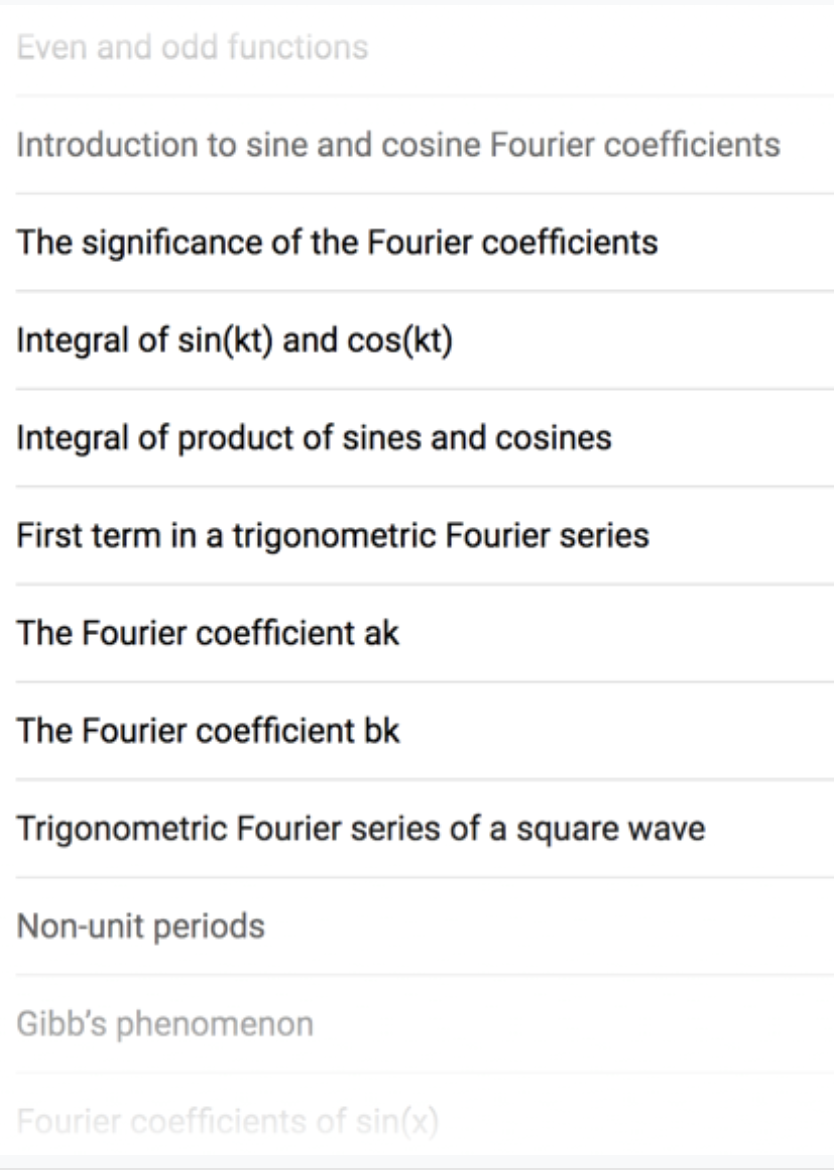 Even and odd functions
Introduction to sine and cosine Fourier coefficients
The significance of the Fourier coefficients
Integral of sin(kt) and cos(kt)
Integral of product of sines and cosines
First term in a trigonometric Fourier series
The Fourier coefficient ak
The Fourier coefficient bk
Trigonometric Fourier series of a square wave
Non-unit periods
Gibb's phenomenon
Fourier coefficients of sin(x)